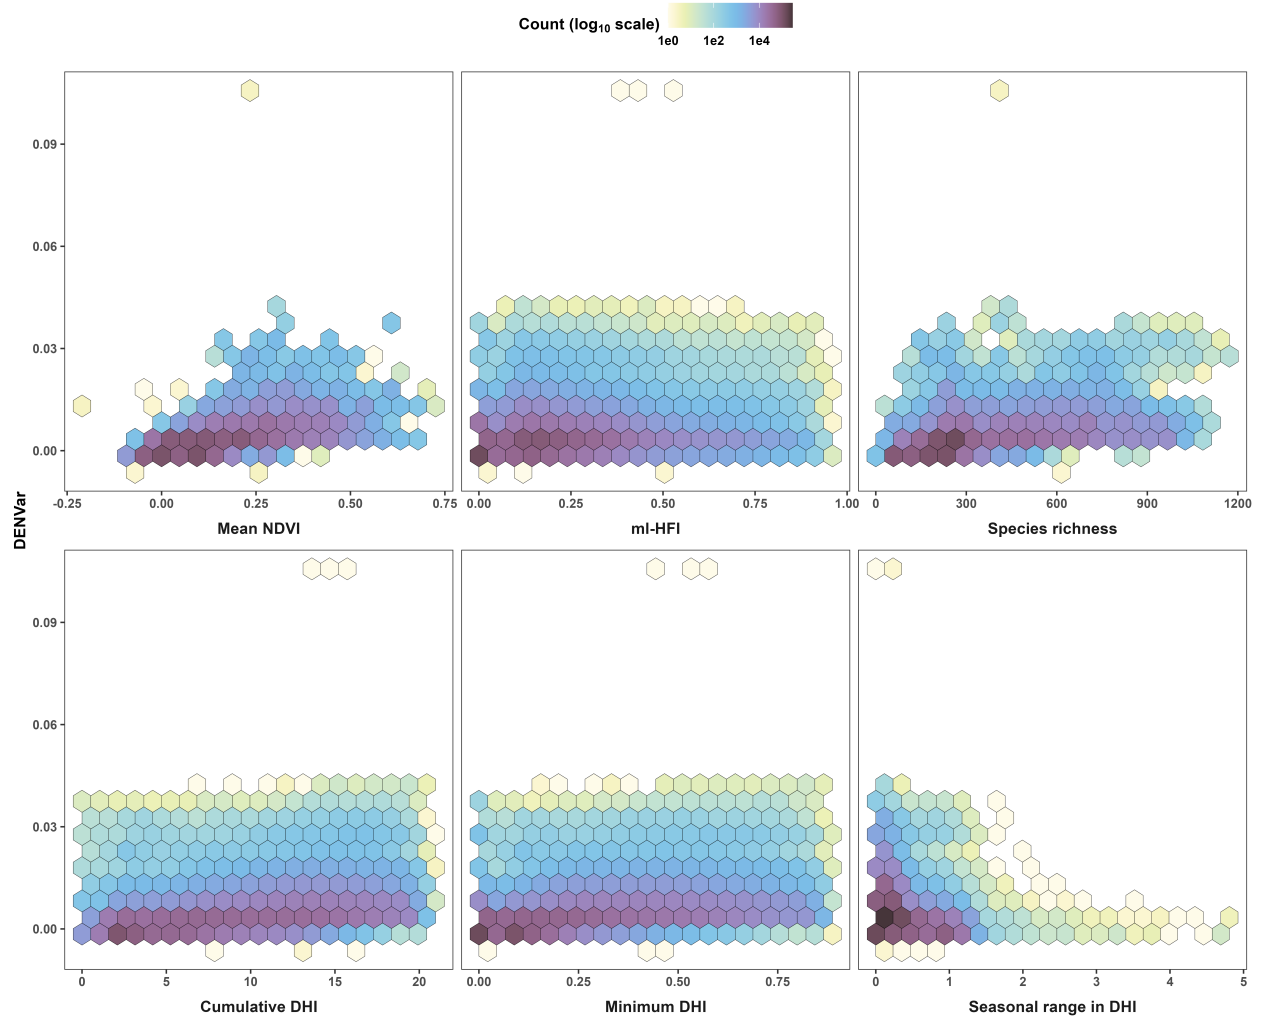 Count (log10 scale)
1e0 1e2 1e4
DENVar
0.09
0.06
0.03
0.00
-0.25 0.00 0.25 0.50 0.75
Mean NDVI
0.00 0.25 0.50 0.75 1.00
ml-HFI
0 300 600 900 1200
Species richness
0.09
0.06
0.03
0.00
0 5 10 15 20
Cumulative DHI
0.00 0.25 0.50 0.75
Minimum DHI
0 1 2 3 4 5
Seasonal range in DHI